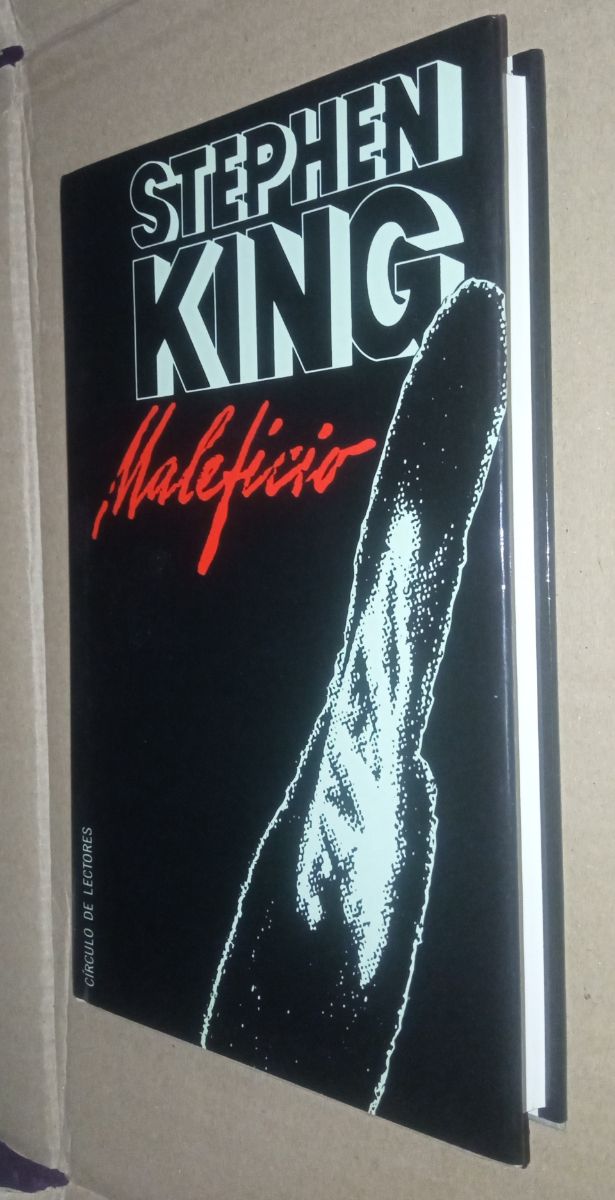 STEPHEN
KING
Maleficio
CÍRCULO DE LECTORES